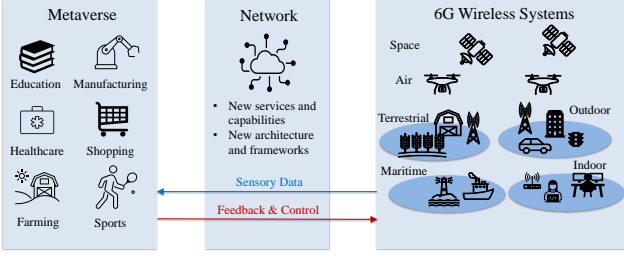 Metaverse
Education
Manufacturing
Healthcare
Shopping
Farming
Sports
Network
• New services and
capabilities
• New architecture
and frameworks
Sensory Data
Feedback & Control
6G Wireless Systems
Space
Air
Terrestrial
Outdoor
Maritime
Indoor